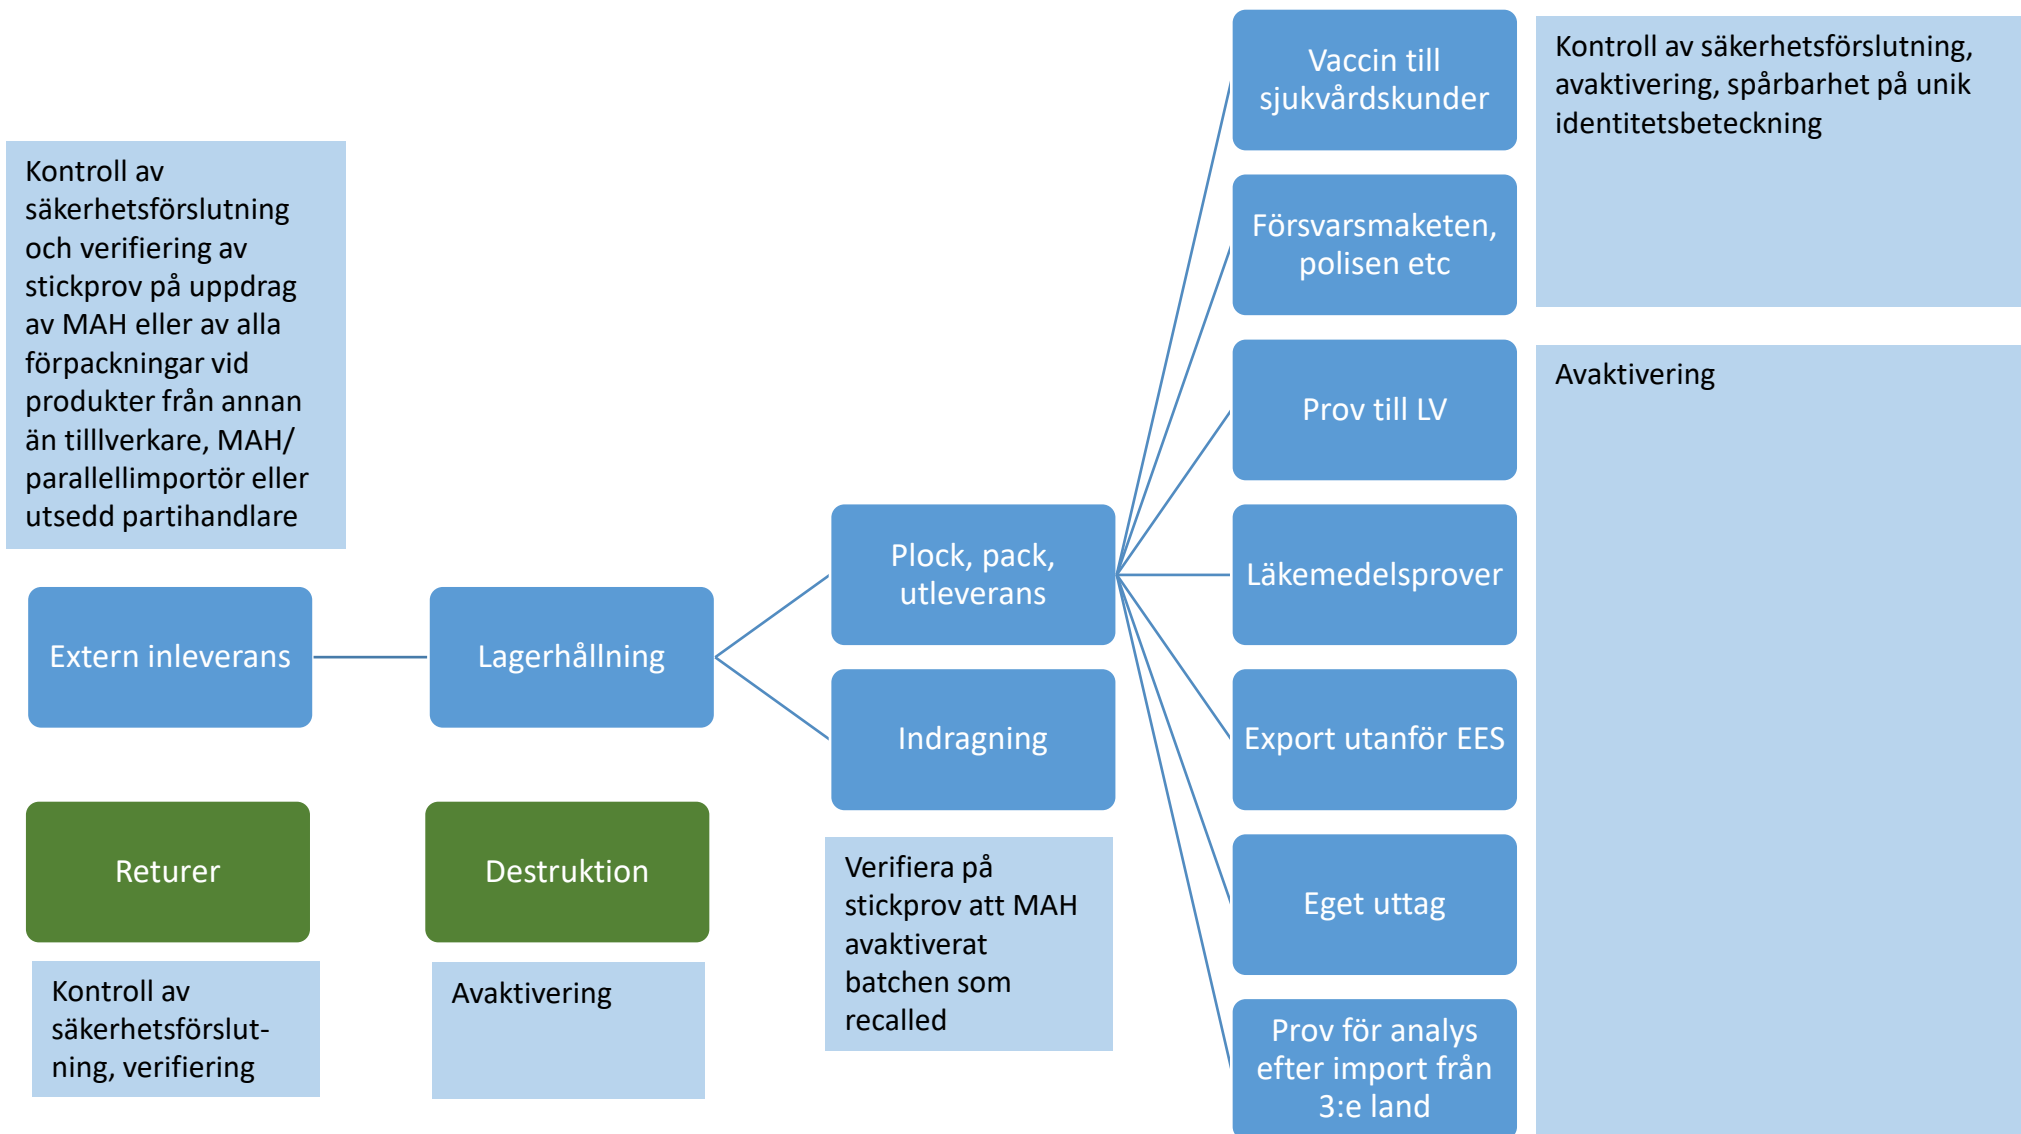 Kontroll av
säkerhetsförslutning
och verifiering av
stickprov på uppdrag
av MAH eller av alla
förpackningar vid
produkter från annan
än tilllverkare, MAH/
parallellimportör eller
utsedd partihandlare
Extern inleverans
Lagerhållning
Plock, pack,
utleverans
Indragning
Verifiera på
stickprov att MAH
avaktiverat
batchen som
recalled
Returer
Kontroll av
säkerhetsförslut-
ning, verifiering
Destruktion
Avaktivering
Vaccin till
sjukvårdskunder
Försvarsmaketen,
polisen etc
Kontroll av säkerhetsförslutning,
avaktivering, spårbarhet på unik
identitetsbeteckning
Prov till LV
Läkemedelsprover
Export utanför EES
Eget uttag
Prov för analys
efter import från
3:e land
Avaktivering